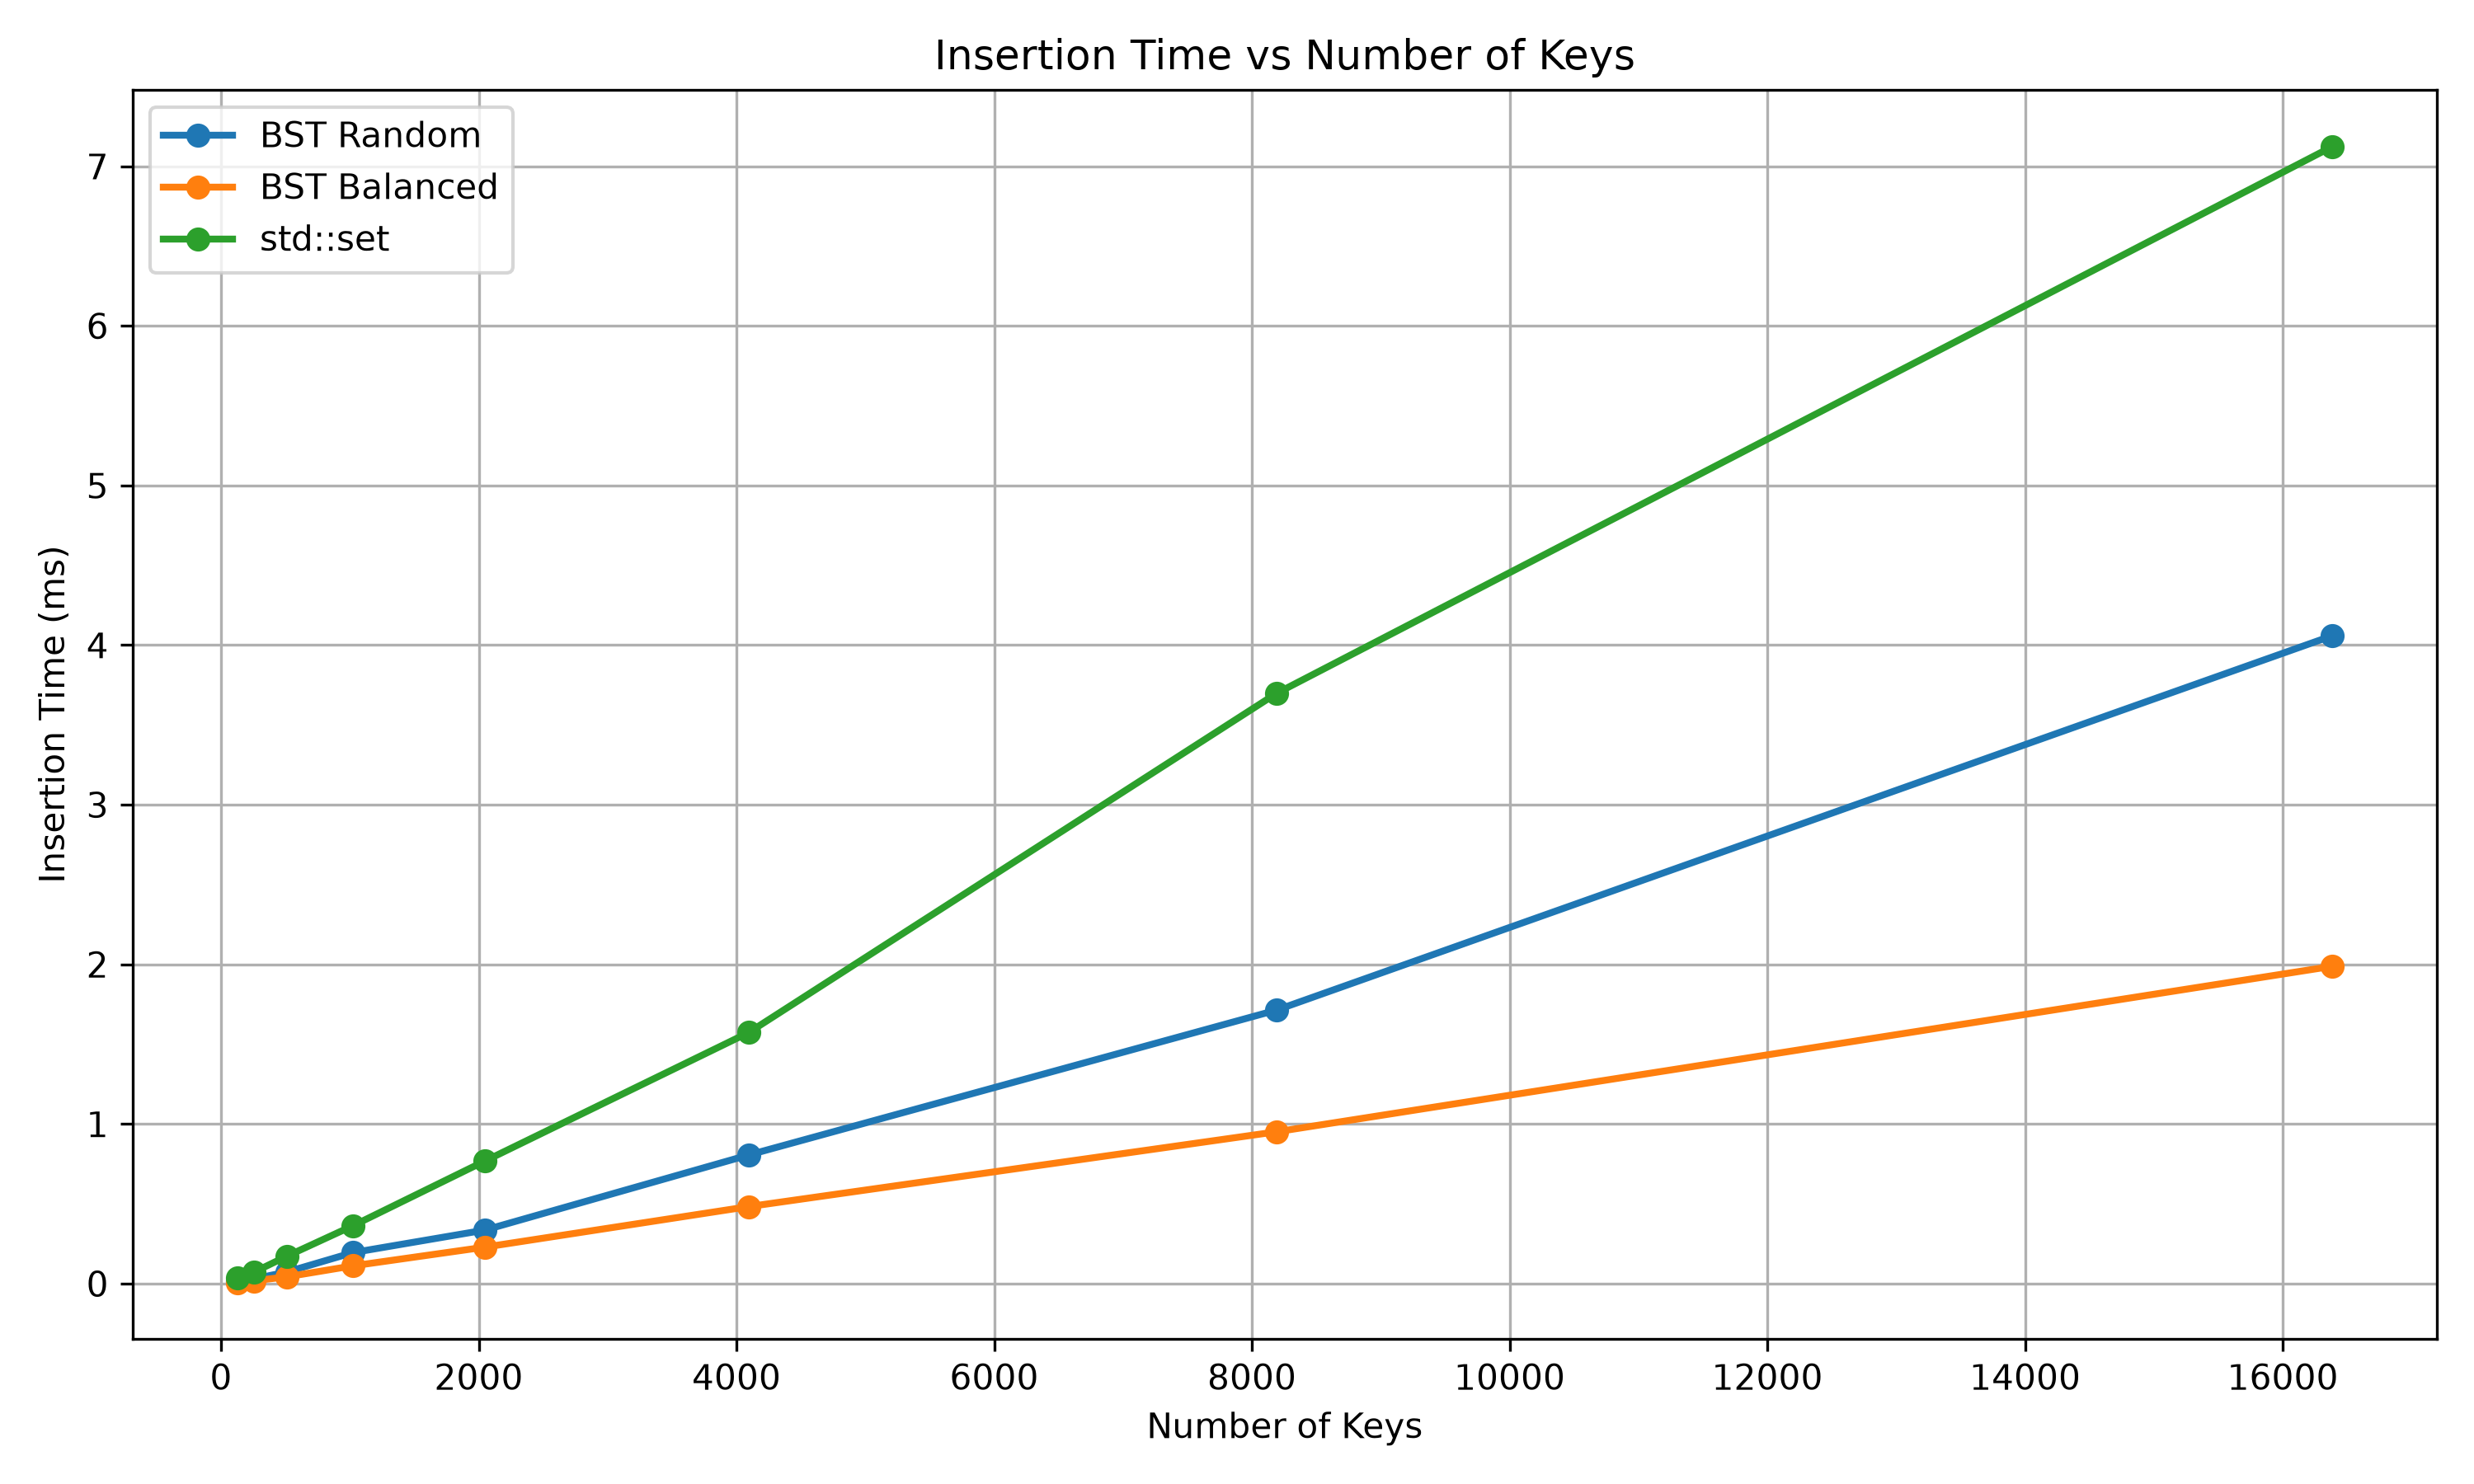 Insertion Time vs Number of Keys
BST Random
BST Balanced
std::set
Insertion Time (ms)
7
6
5
4
3
2
1
0
0 2000 4000 6000 8000 10000 12000 14000 16000
Number of Keys